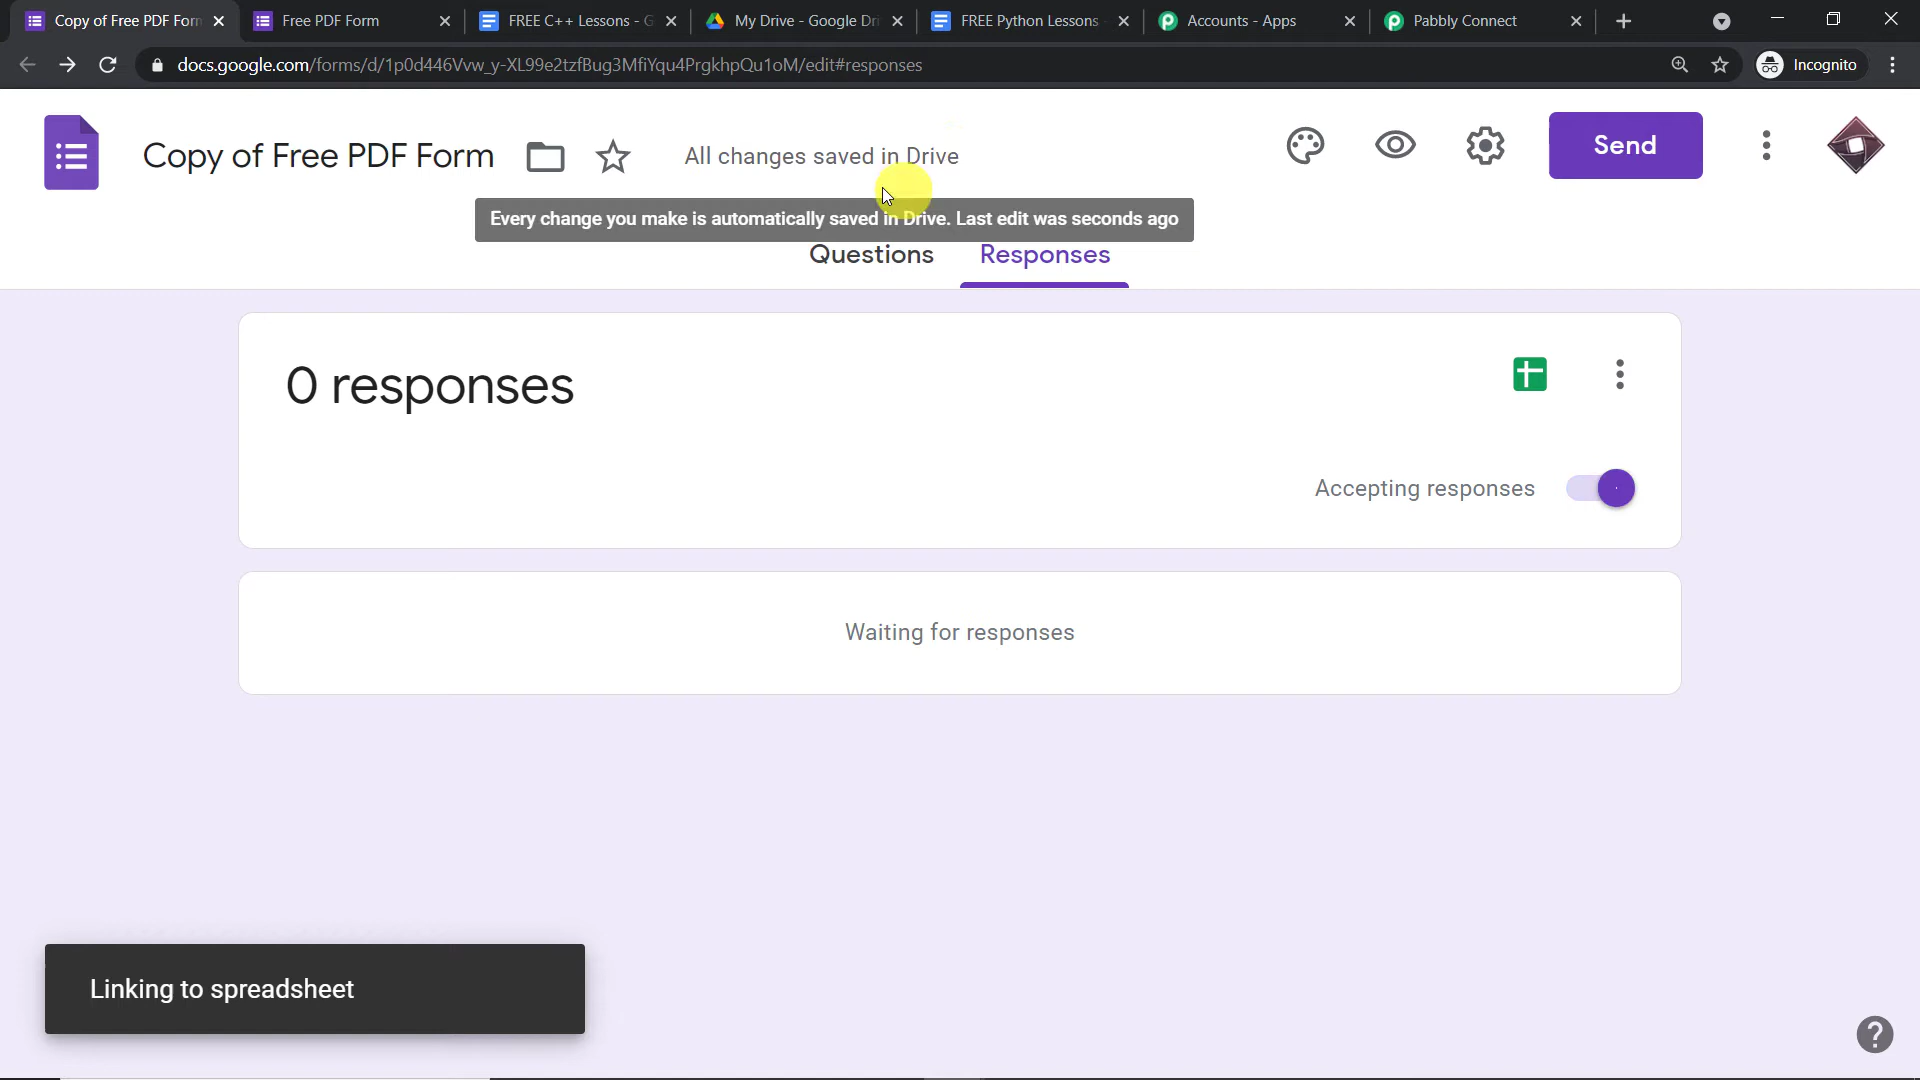 Copy of Free PDF Forn
Free PDF Form
FREE C++ Lessons - G
My Drive - Google Dri
FREE Python Lessons -
Accounts - Apps
Pabbly Connect
docs.google.com/forms/d/1p0d446Vvw_y-XL99e2tzfBug3MfiYqu4PrgkhpQu1oM/edit#responses
Incognito
Copy of Free PDF Form
All changes saved in Drive
Send
Every change you make is automatically saved in Drive. Last edit was seconds ago
Questions
Responses
0 responses
Accepting responses
Waiting for responses
Linking to spreadsheet